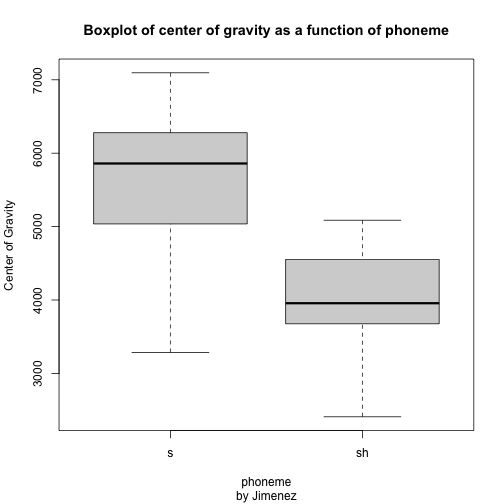 Boxplot of center of gravity as a function of phoneme
Center of Gravity
7000
6000
5000
4000
3000
s
sh
phoneme
by Jimenez